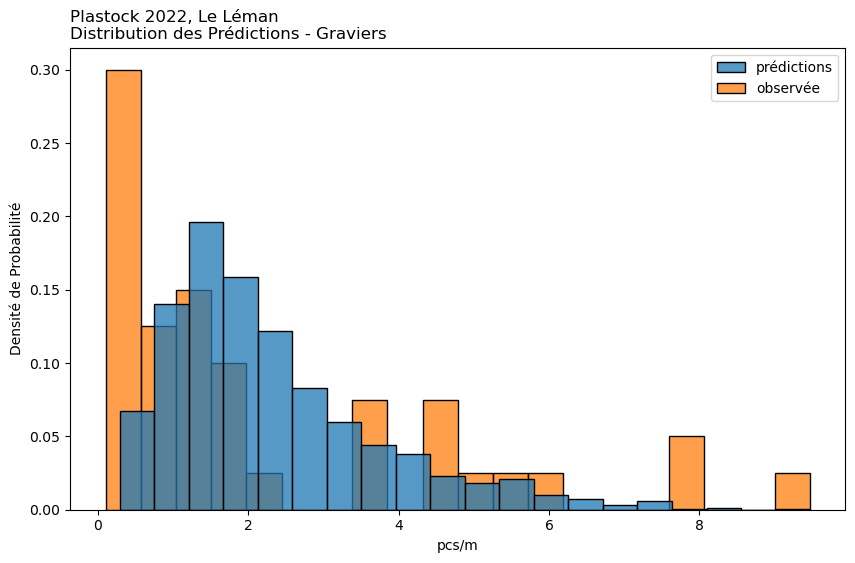 Plastock 2022, Le Léman
Distribution des Prédictions - Graviers
prédictions
observée
Densité de Probabilité
0.30
0.25
0.20
0.15
0.10
0.05
0.00
0 2 4 6 8
pcs/m